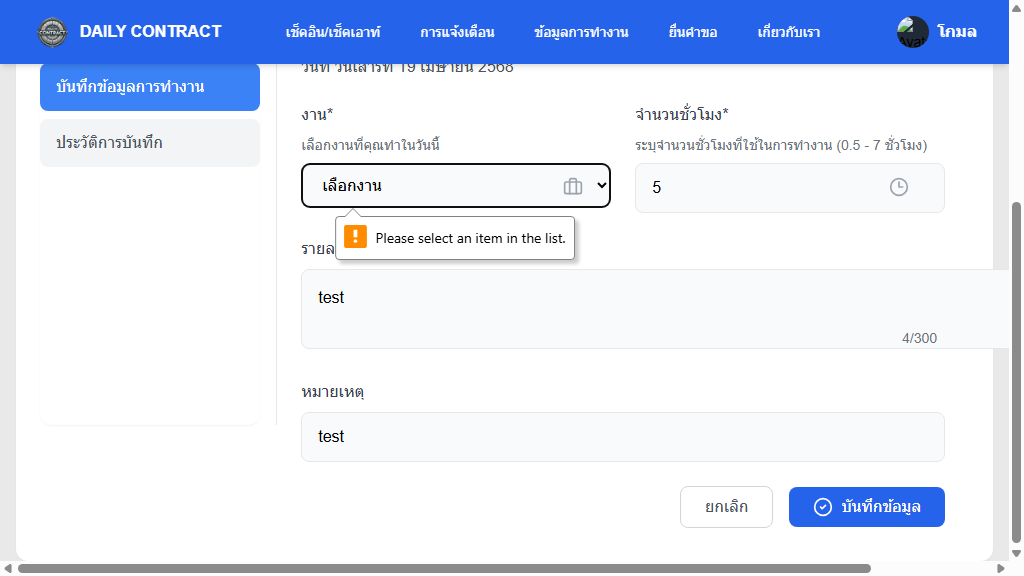 DAILY CONTRACT
เช็คอิน/เช็คเอาท์
การแจ้งเตือน
ข้อมูลการทำงาน
ยื่นคำขอ
เกี่ยวกับเรา
โกมล
บันทึกข้อมูลการทำงาน
ประวัติการบันทึก
วันที่ วันเสาร์ที่ 19 เมษายน 2568
งาน*
เลือกงานที่คุณทำในวันนี้
เลือกงาน
จำนวนชั่วโมง*
ระบุจำนวนชั่วโมงที่ใช้ในการทำงาน (0.5 - 7 ชั่วโมง)
5
Please select an item in the list.
test
4/300
หมายเหตุ
test
ยกเลิก
บันทึกข้อมูล